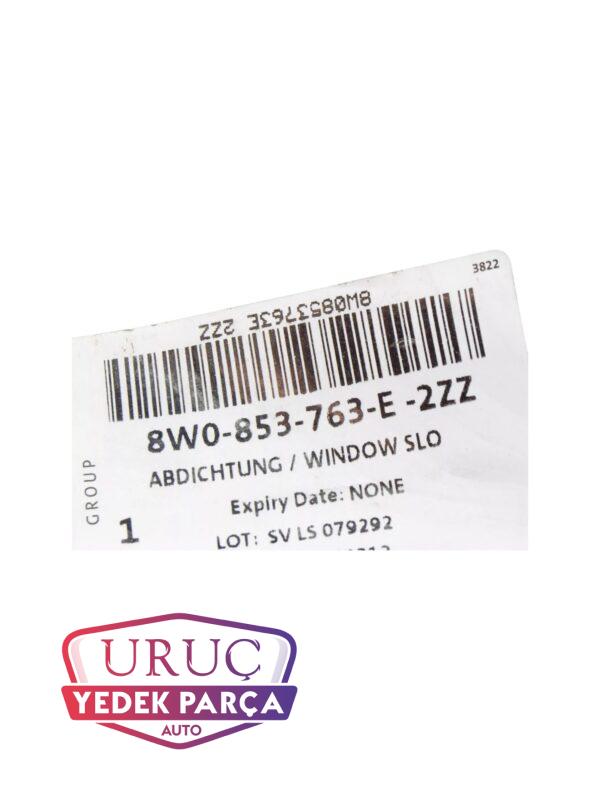 3822
8W0853763E 2ZZ
8W0-853-763-E -2ZZ
ABDICHTUNG / WINDOW SLO
Expiry Date: NONE
GROUP
1
LOT: SV LS 079292
URUÇ
YEDEK PARÇA
AUTO